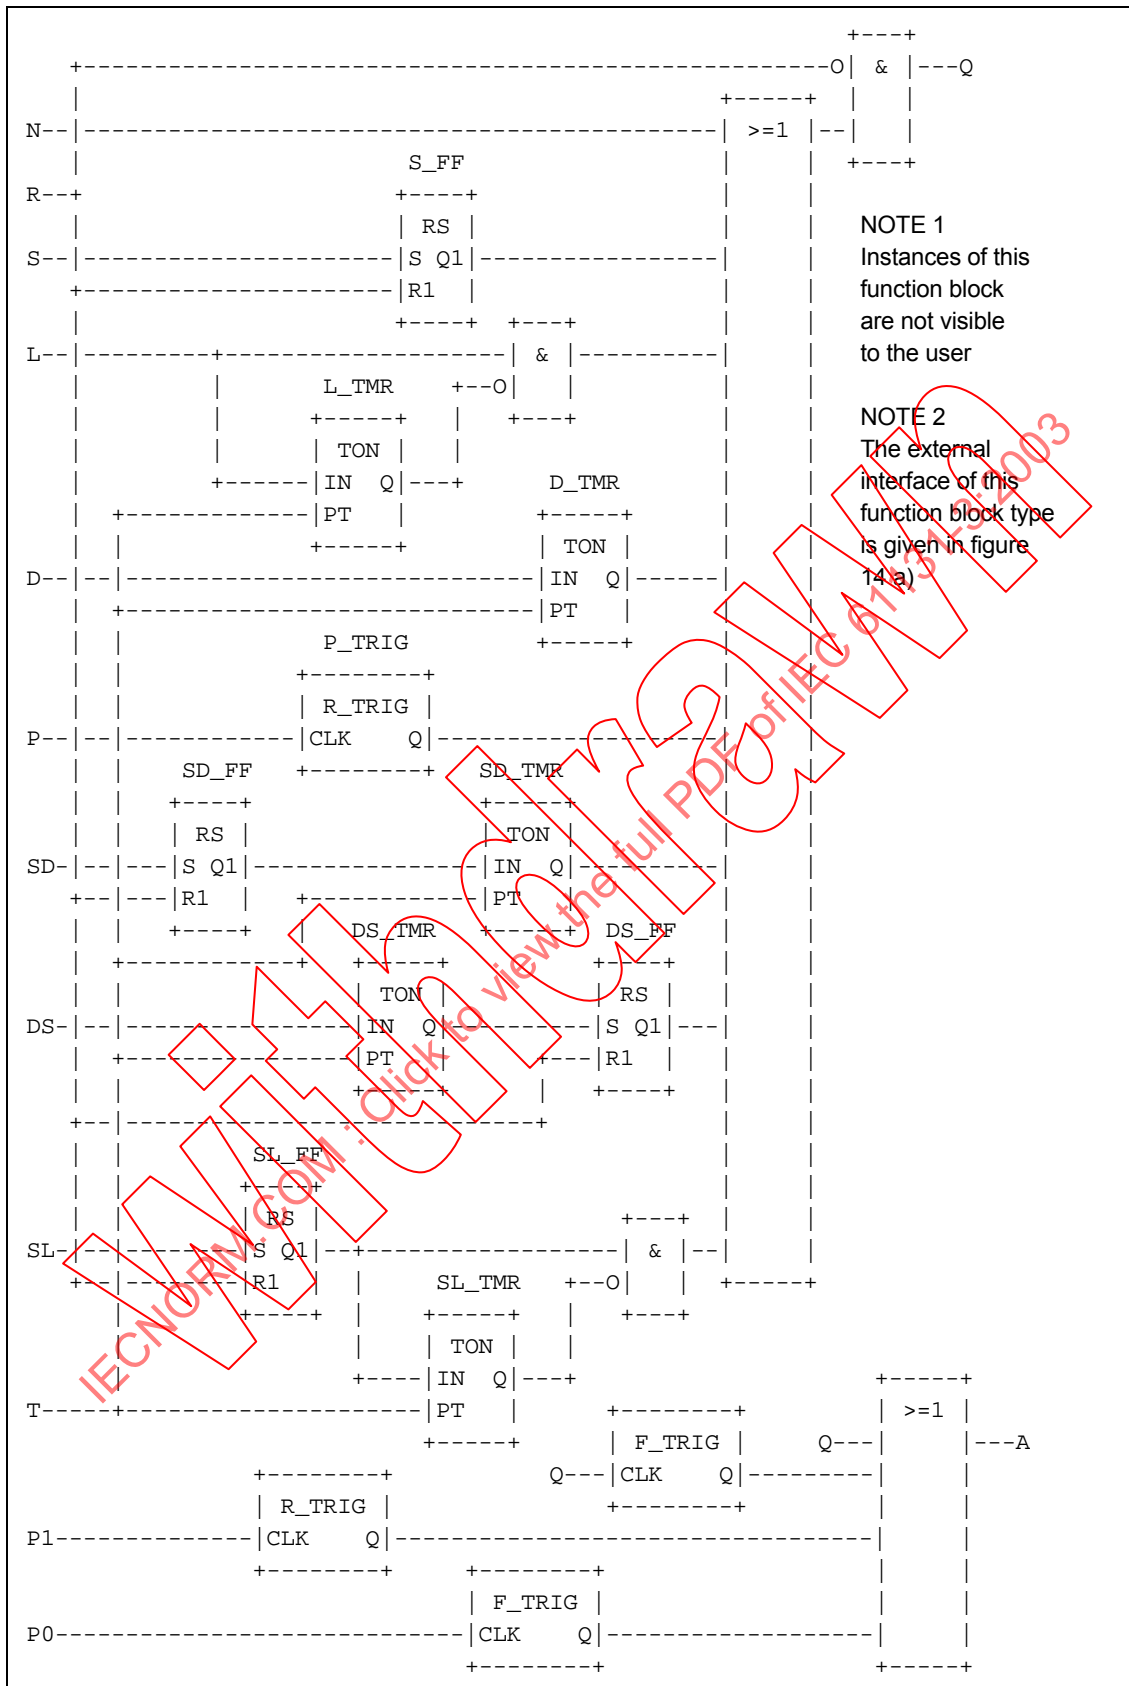 +---+
   +----------------------------------------------------O| & |---Q
   |                                             +-----+  |   |
N--|---------------------------------------------| >=1 |--|   |
   |                       S_FF                  |     |  +---+
R--+                      +----+                 |     |
   |                      | RS |                 |     |   NOTE 1
S--|----------------------|S Q1|-----------------|     |   Instances of this
   +----------------------|R1  |                 |     |   function block
   |                      +----+  +---+          |     |   are not visible
L--|---------+--------------------| & |----------|     |   to the user
   |         |       L_TMR    +--O|   |          |     |
   |         |      +-----+   |   +---+          |     |   NOTE 2
   |         |      | TON |   |                  |     |   The external
   |         +------|IN  Q|---+      D_TMR       |     |   interface of this
   |  +-------------|PT   |         +-----+      |     |   function block type
   |  |             +-----+         | TON |      |     |   is given in figure
D--|--|-----------------------------|IN  Q|------|     |   14 a)
   |  +-----------------------------|PT   |      |     |
   |  |              P_TRIG         +-----+      |     |
   |  |            +--------+                    |     |
   |  |            | R_TRIG |                    |     |
P--|--|------------|CLK    Q|--------------------|     |
   |  |    SD_FF   +--------+   SD_TMR           |     |
   |  |   +----+                +-----+          |     |
   |  |   | RS |                | TON |          |     |
SD-|--|---|S Q1|----------------|IN  Q|----------|     |
   +--|---|R1  |   +------------|PT   |          |     |
   |  |   +----+   |   DS_TMR   +-----+  DS_FF   |     |
   |  +------------+   +-----+          +----+   |     |
   |  |                | TON |          | RS |   |     |
DS-|--|----------------|IN  Q|----------|S Q1|---|     |
   |  +----------------|PT   |      +---|R1  |   |     |
   |  |                +-----+      |   +----+   |     |
   +--|-----------------------------+            |     |
   |  |         SL_FF                            |     |
   |  |        +----+                            |     |
   |  |        | RS |                     +---+  |     |
SL-|--|--------|S Q1|--+------------------| & |--|     |
   +--|--------|R1  |  |     SL_TMR   +--O|   |  +-----+
      |        +----+  |    +-----+   |   +---+
      |                |    | TON |   |
      |                +----|IN  Q|---+                     +-----+
T-----+---------------------|PT   |      +--------+         | >=1 |
                            +-----+      | F_TRIG |     Q---|     |---A
                +--------+           Q---|CLK    Q|---------|     |
                | R_TRIG |               +--------+         |     |
P1--------------|CLK    Q|----------------------------------|     |
                +--------+     +--------+                   |     |
                               | F_TRIG |                   |     |
P0-----------------------------|CLK    Q|-------------------|     |
                               +--------+                   +-----+
withdrawn
IECNORM.COM : Click to view the full PDF of IEC 61131-3:2003